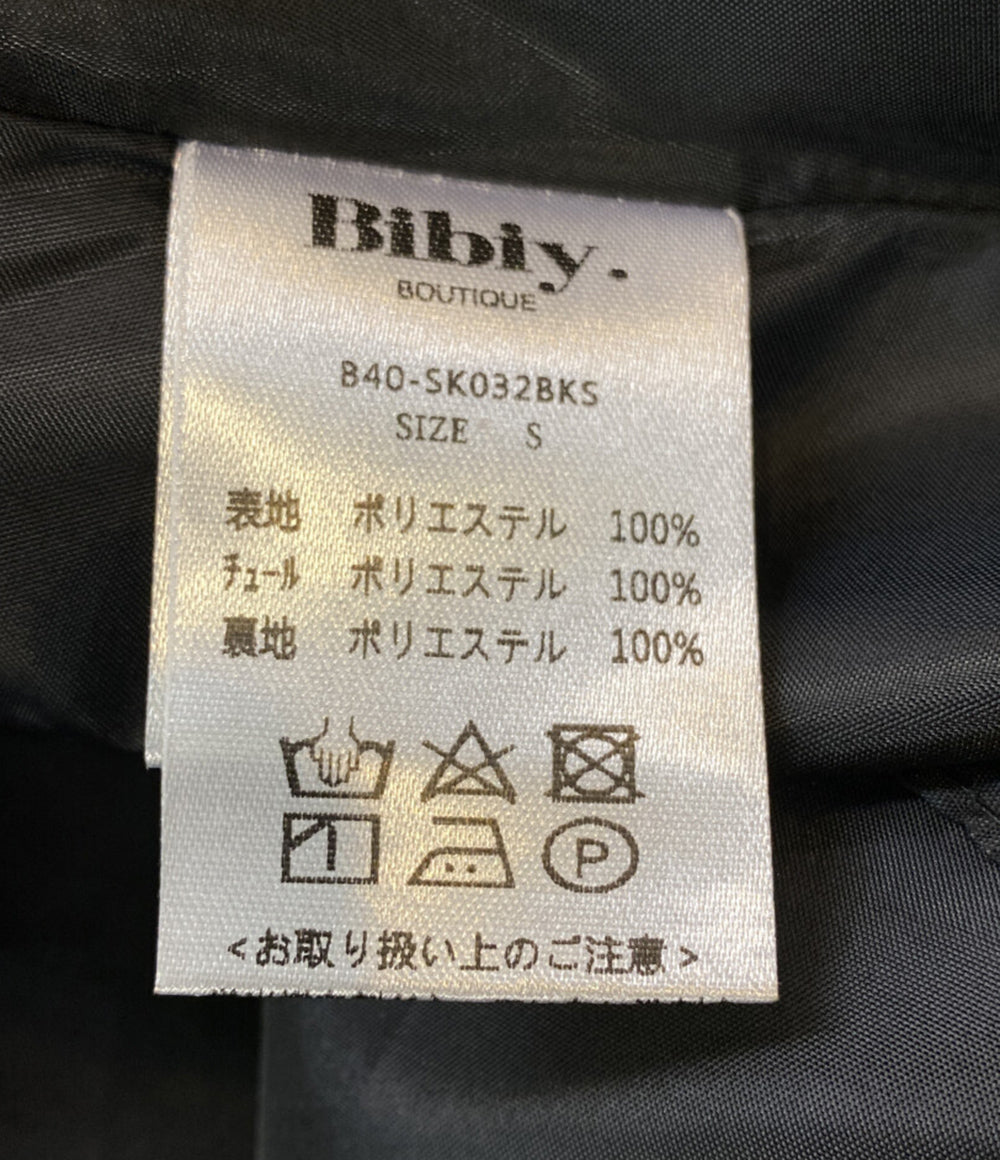 Bibiy.
BOUTIQUE
B40-SK032BKS
SIZE S
表地 ポリエステル 100%
チュール ポリエステル 100%
裏地 ポリエステル 100%
P
<お取り扱い上のご注意>